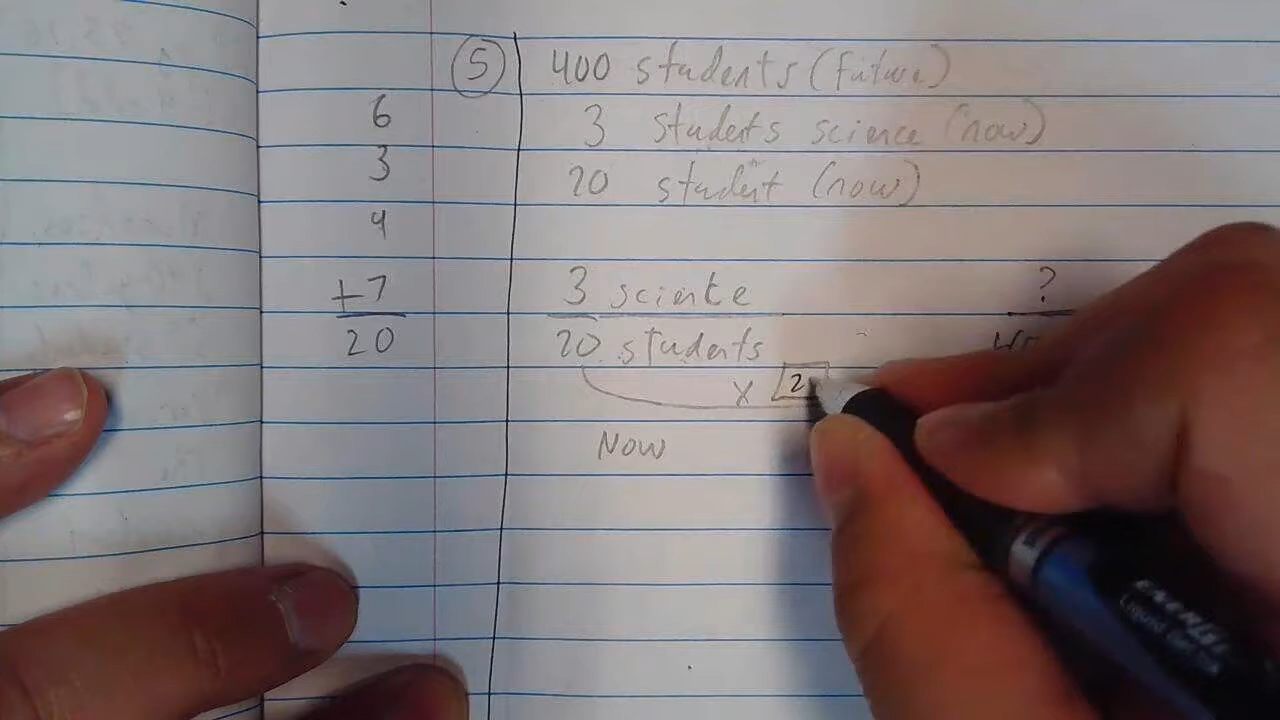 5
400 students (future)
6
3 students science (now)
3
20 student (now)
4
+7
3 science
?
20
20 students
x 2
Now